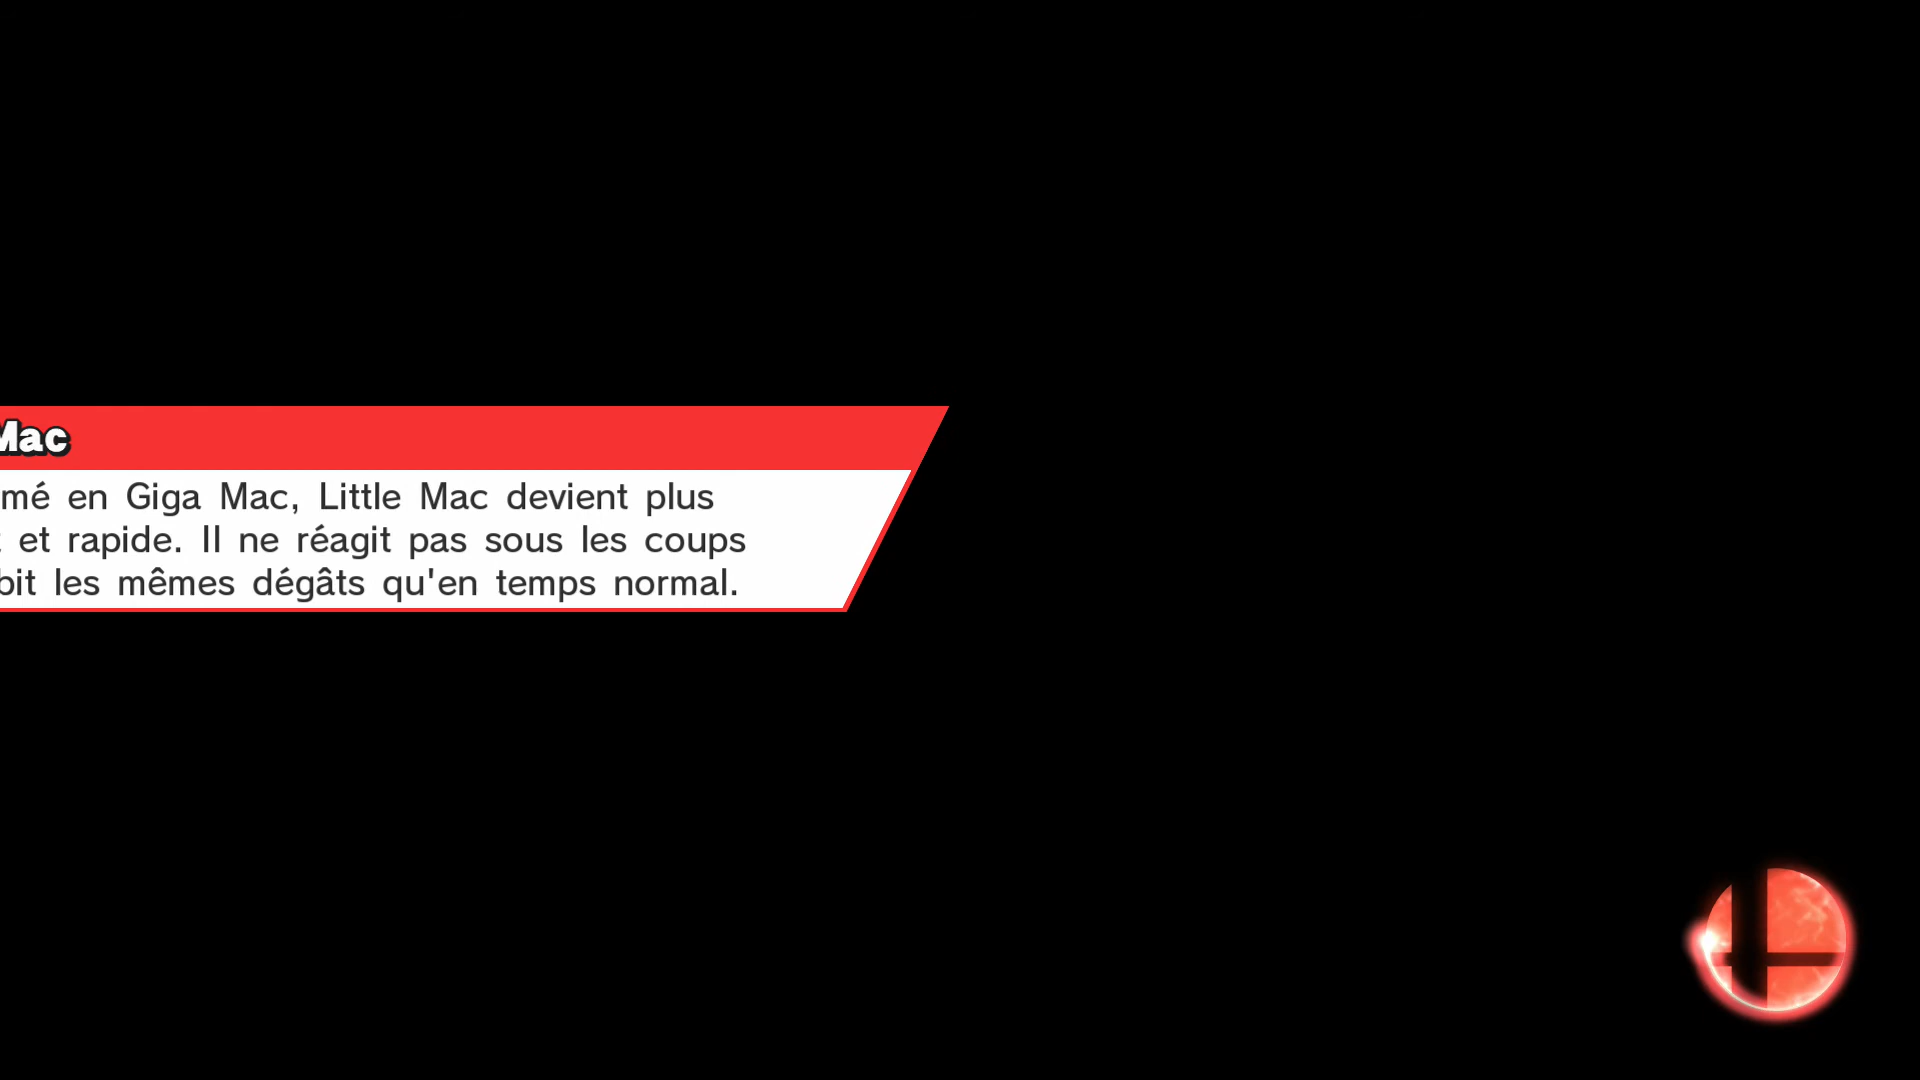 Mac
mé en Giga Mac, Little Mac devient plus
et rapide. Il ne réagit pas sous les coups
bit les mêmes dégâts qu'en temps normal.